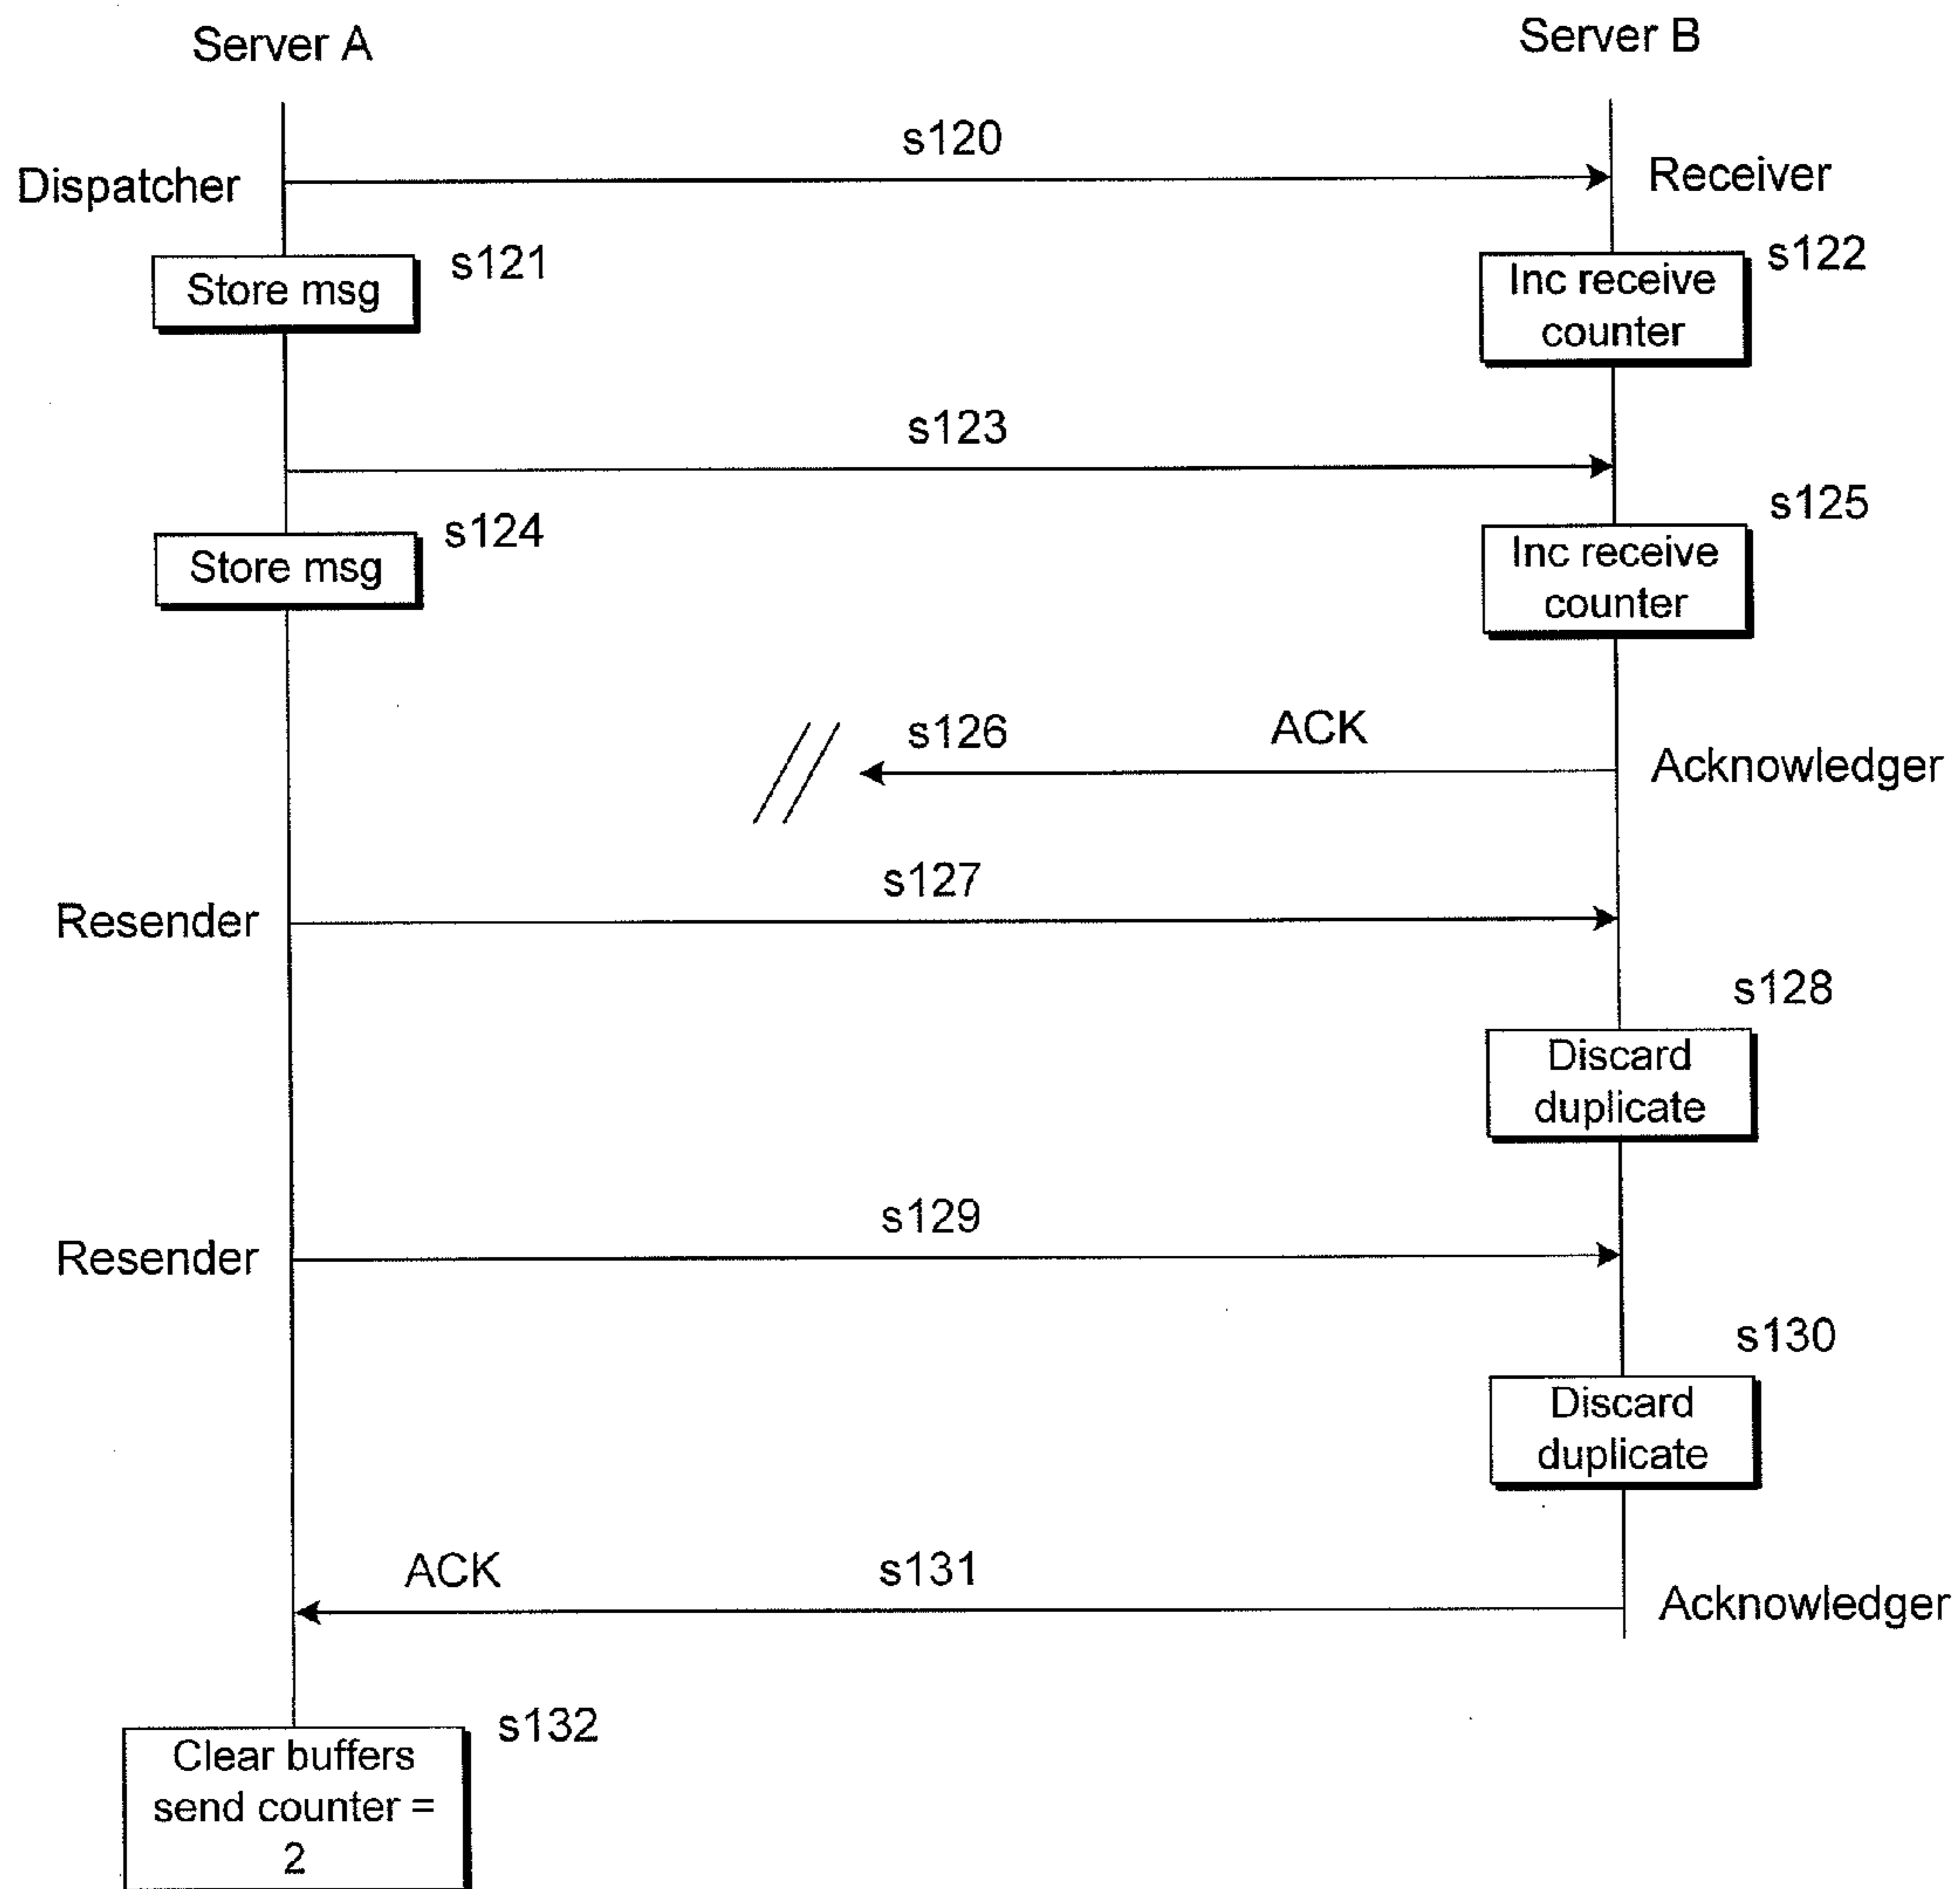 Server A
Server B
s120
Dispatcher
Receiver
s121
Store msg
s122
Inc receive
counter
s123
s124
Store msg
s125
Inc receive
counter
s126
ACK
Acknowledger
s127
Resender
s128
Discard
duplicate
s129
Resender
s130
Discard
duplicate
ACK
s131
Acknowledger
s132
Clear buffers
send counter =
2